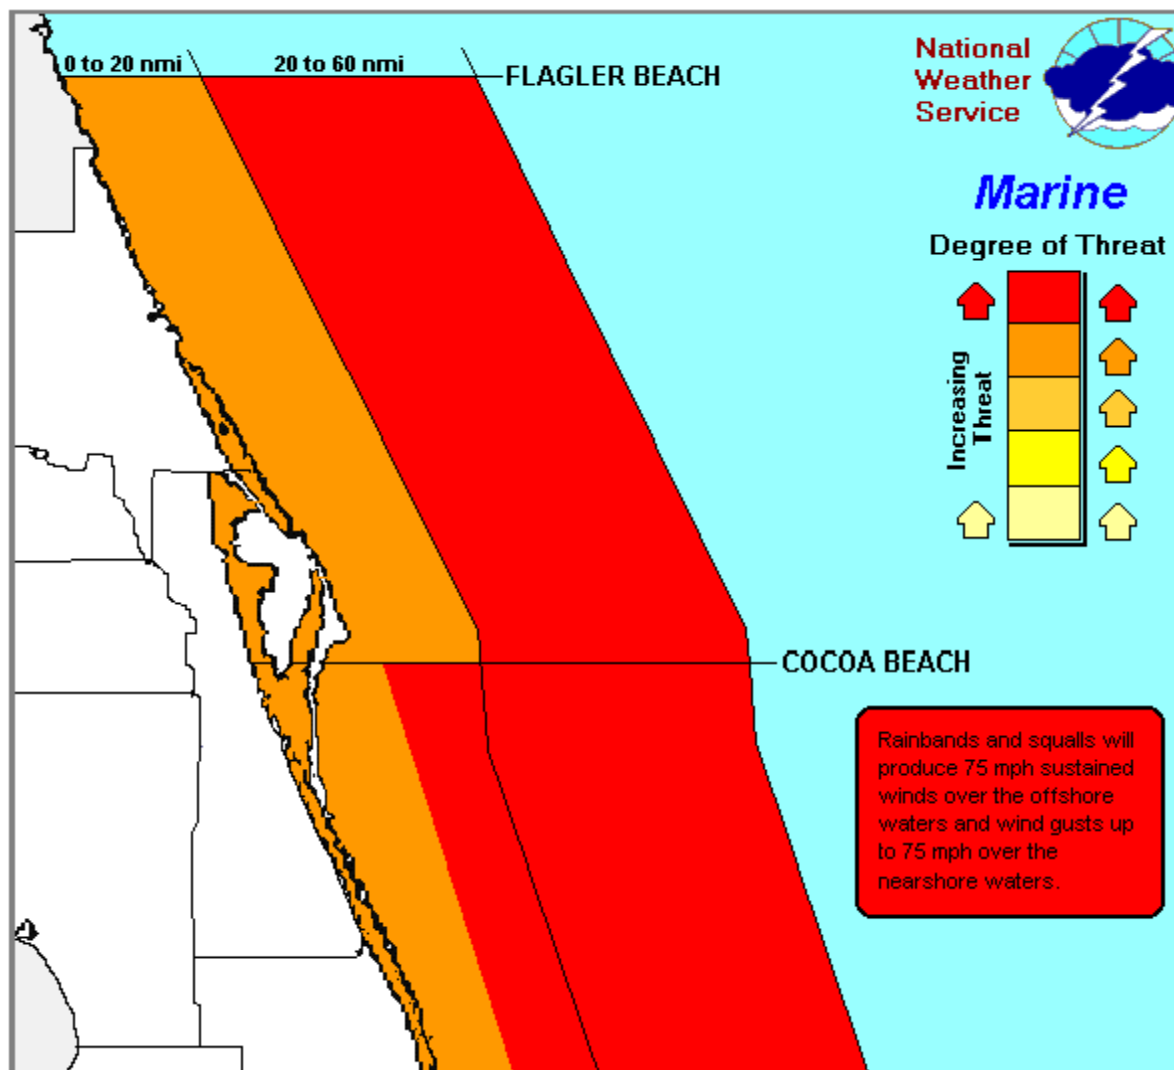 0 to 20 nmi
20 to 60 nmi
FLAGLER BEACH
National
Weather
Service
Marine
Degree of Threat
Increasing
Threat
COCOA BEACH
Rainbands and squalls will
produce 75 mph sustained
winds over the offshore
waters and wind gusts up
to 75 mph over the
nearshore waters.